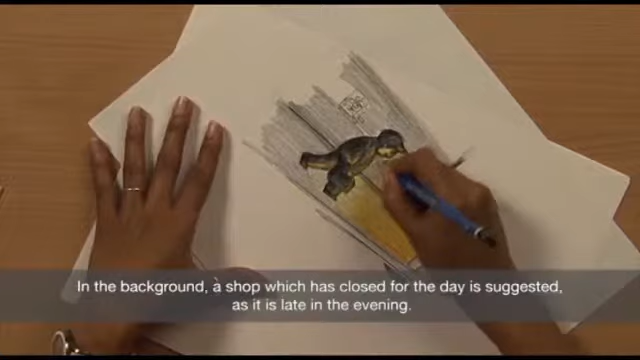 In the background, a shop which has closed for the day is suggested,
as it is late in the evening.